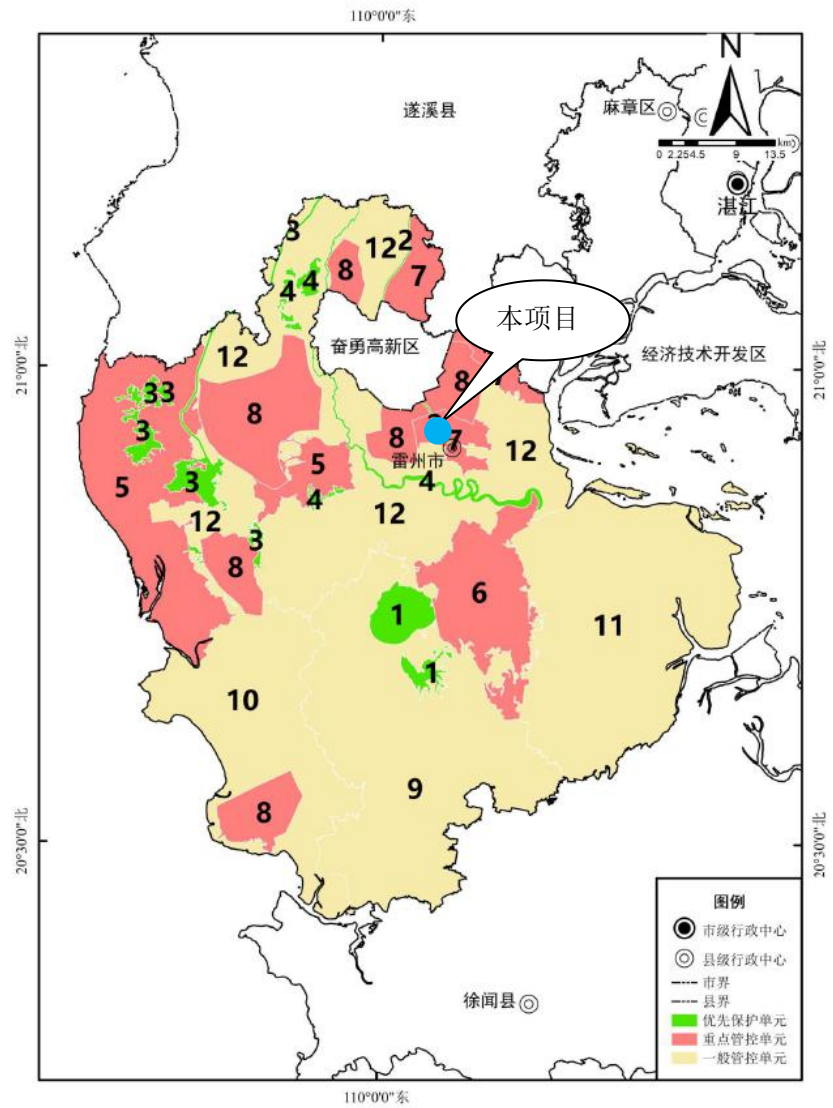 110°0'0"东
N
遂溪县
麻章区
km
0 2.254.5 9 13.5
湛江
3
12
2
4
4
8
7
本项目
奋勇高新区
经济技术开发区
21°0'0"北
21°0'0"北
12
8
33
8
3
8
7
5
5
雷州市
12
3
4
4
12
12
3
8
6
1
11
1
10
9
8
20°30'0"北
20°30'0"北
图例
市级行政中心
县级行政中心
市界
县界
优先保护单元
重点管控单元
一般管控单元
徐闻县
110°0'0"东